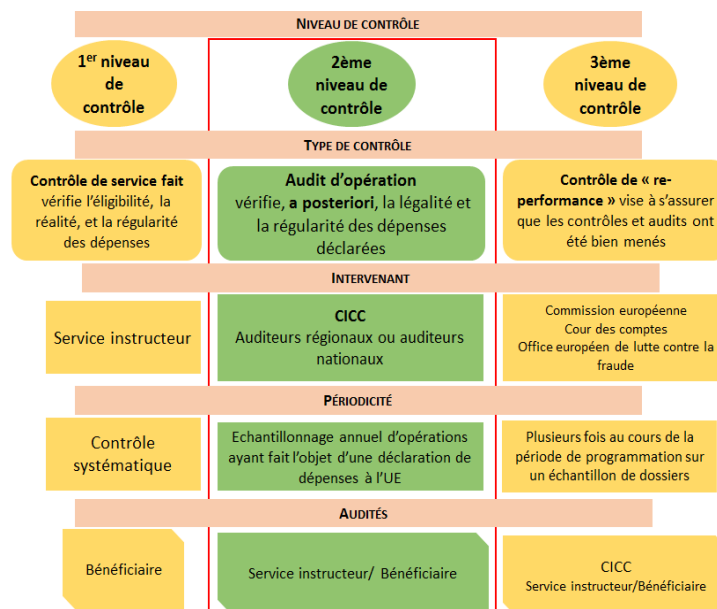 NIVEAU DE CONTRÔLE
1er niveau
de
contrôle
2ème
niveau de
contrôle
3ème
niveau de
contrôle
TYPE DE CONTRÔLE
Contrôle de service fait
vérifie l’éligibilité, la
réalité, et la régularité
des dépenses
Audit d’opération
vérifie, a posteriori, la légalité et
la régularité des dépenses
déclarées
Contrôle de « re-
performance » vise à s’assurer
que les contrôles et audits ont
été bien menés
INTERVENANT
Service instructeur
CICC
Auditeurs régionaux ou auditeurs
nationaux
Commission européenne
Cour des comptes
Office européen de lutte contre la
fraude
PÉRIODICITÉ
Contrôle
systématique
Echantillonnage annuel d’opérations
ayant fait l’objet d’une déclaration de
dépenses à l’UE
Plusieurs fois au cours de la
période de programmation sur
un échantillon de dossiers
AUDITÉS
Bénéficiaire
Service instructeur/ Bénéficiaire
CICC
Service instructeur/Bénéficiaire